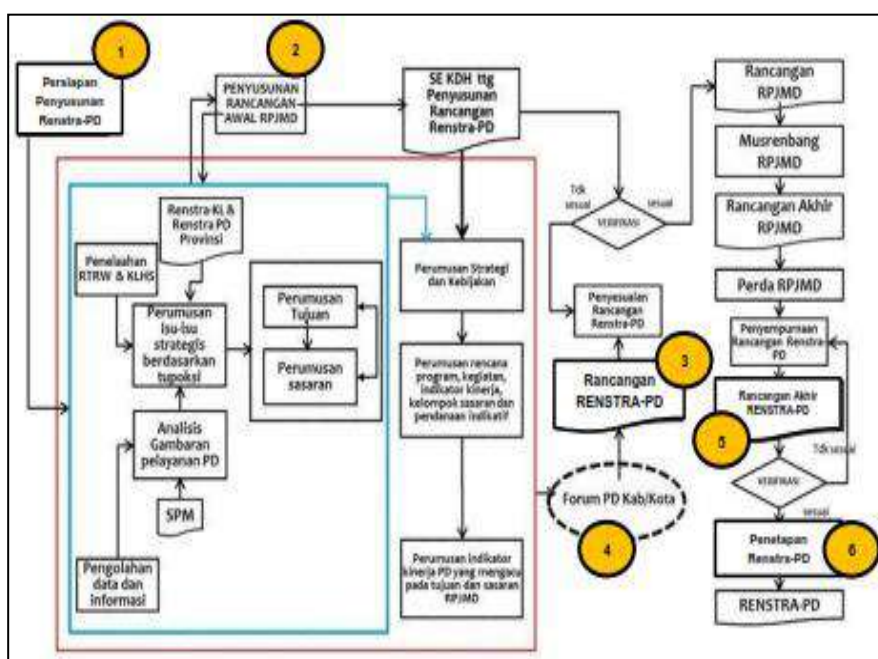 1
Persiapan
Penyusunan
Renstra-PD
2
PENYUSUNAN
RANCANGAN
AWAL RPJMD
SE KDH ttg
Penyusunan
Rancangan
Renstra-PD
Rancangan
RPJMD
Musrenbang
RPJMD
Rancangan Akhir
RPJMD
Perda RPJMD
Penyempurnaan
Rancangan Renstra-
PD
Rancangan Akhir
RENSTRA-PD
5
Tdk sesuai
VERIFIKASI
sesuai
Penetapan
Renstra-PD
6
RENSTRA-PD
Tdk
sesuai
sesuai
VERIFIKASI
Penyesuaian
Rancangan
Renstra-PD
3
Rancangan
RENSTRA-PD
Forum PD Kab/Kota
4
Renstra-KL &
Renstra PD
Provinsi
Penelaahan
RTRW & KLHS
Perumusan
isu-isu
strategis
berdasarkan
tupoksi
Perumusan
Tujuan
Perumusan
sasaran
Analisis
Gambaran
pelayanan PD
SPM
Pengolahan
data dan
informasi
Perumusan Strategi
dan Kebijakan
Perumusan rencana
program, kegiatan,
indikator kinerja,
kelompok sasaran dan
pendanaan indikatif
Perumusan indikator
kinerja PD yang mengacu
pada tujuan dan sasaran
RPJMD